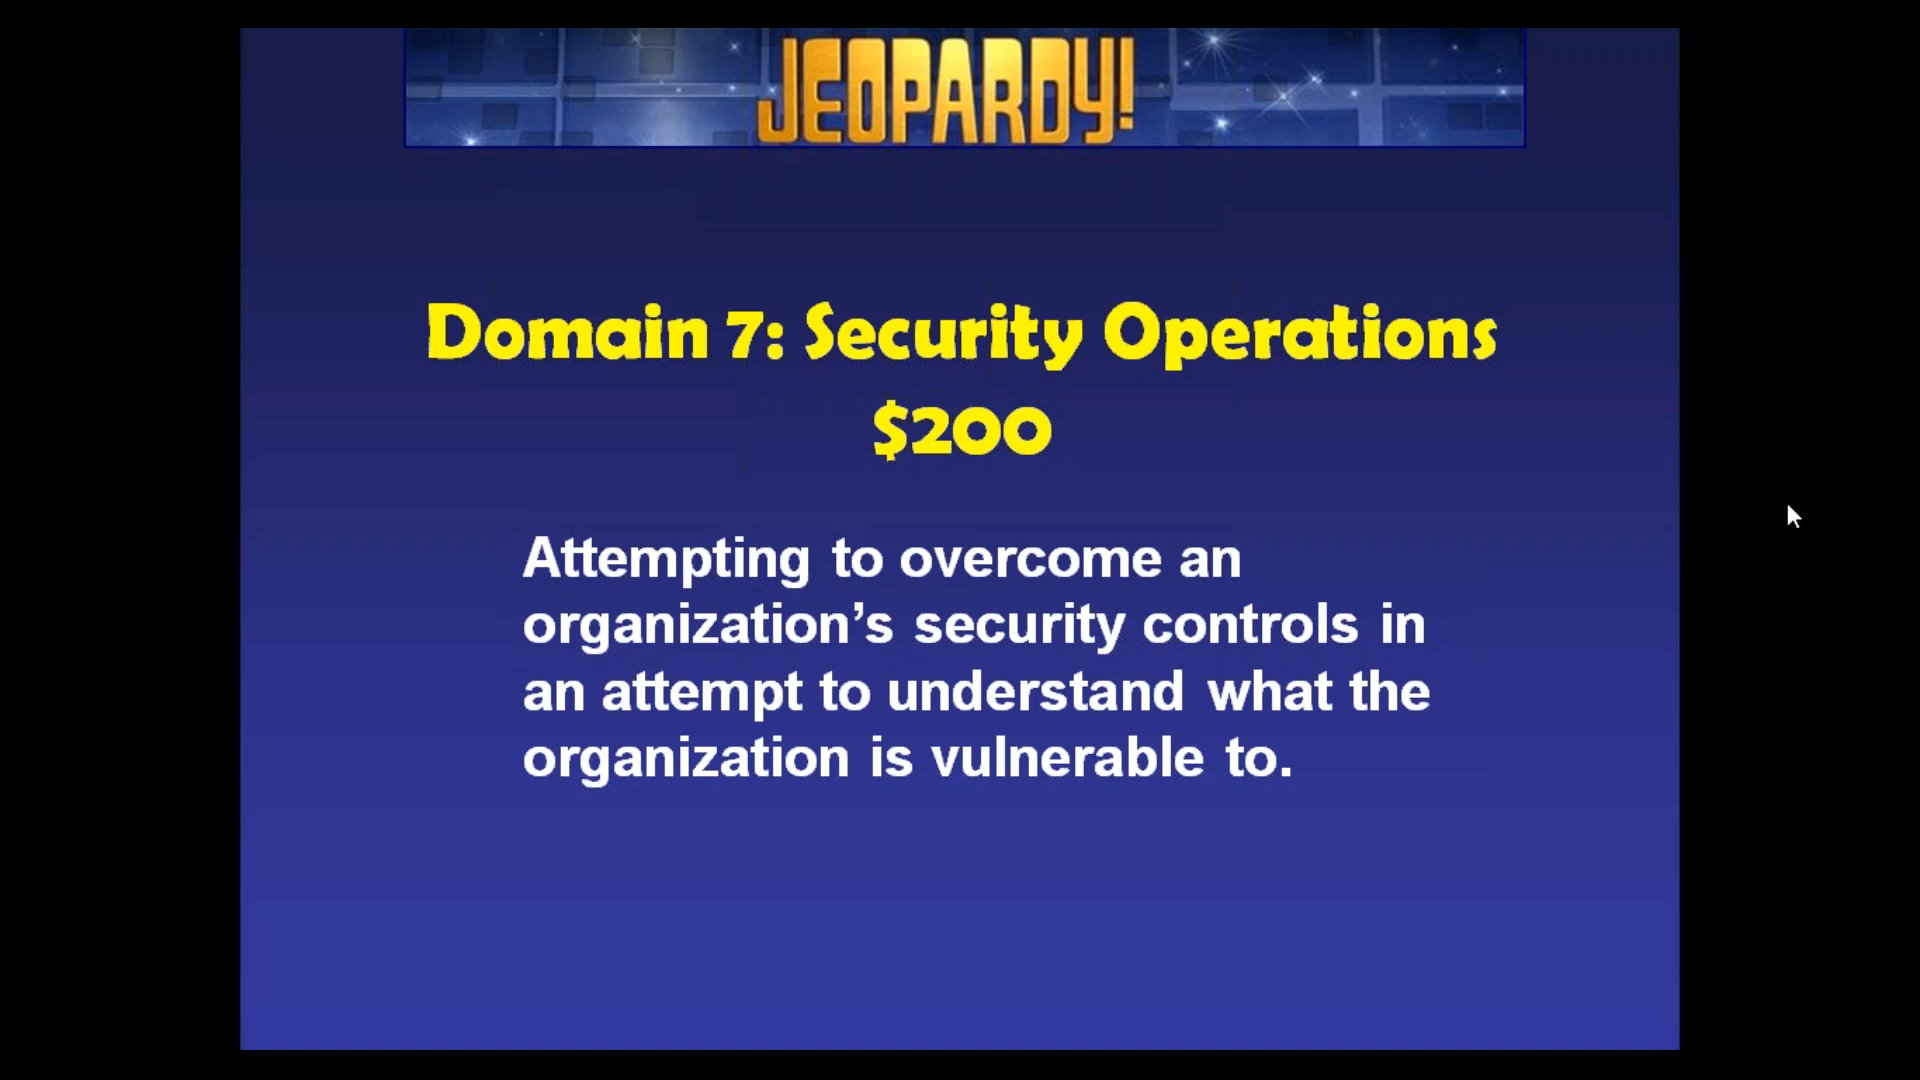 JEOPARDY!
Domain 7: Security Operations
$200
Attempting to overcome an
organization’s security controls in
an attempt to understand what the
organization is vulnerable to.